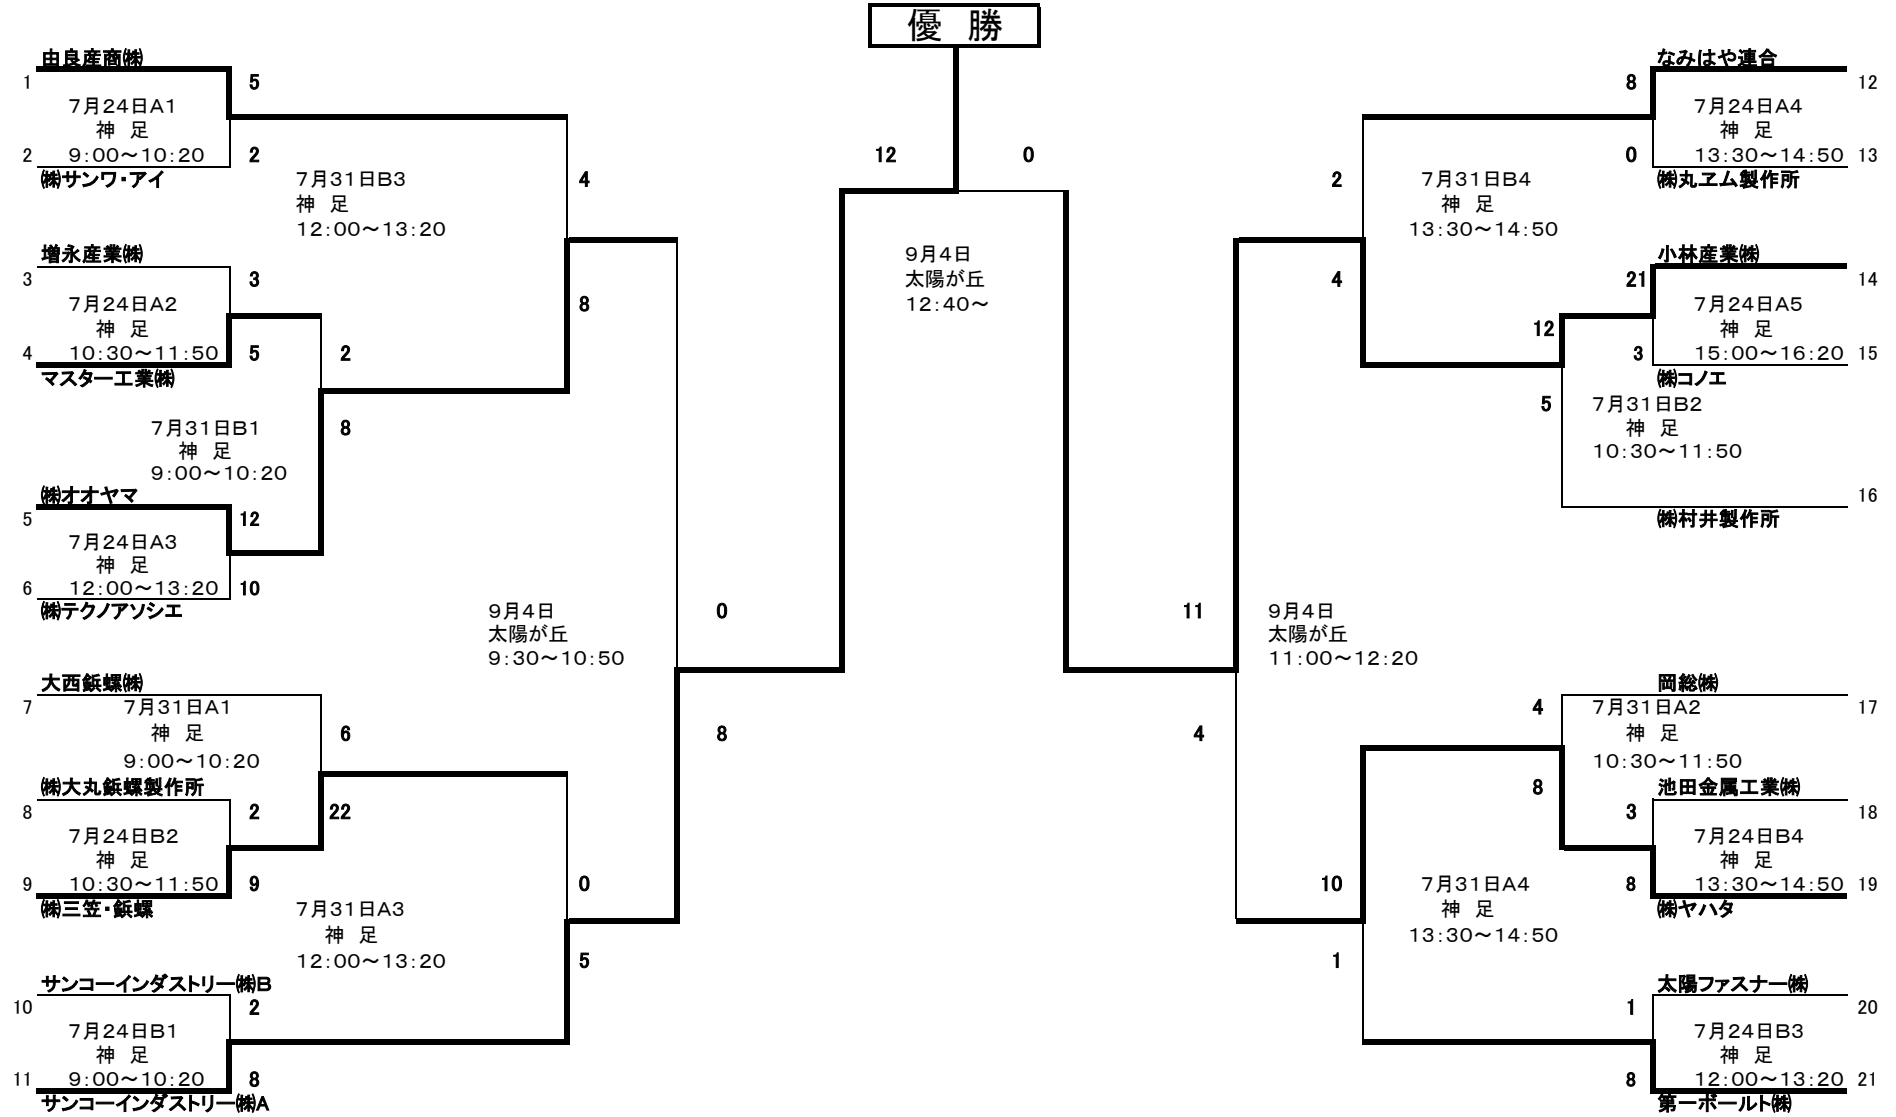 優 勝
由良産商㈱
1
5
7月24日A1
神 足
2
9:00～10:20
2
㈱サンワ・アイ
7月31日B3
神 足
12:00～13:20
4
増永産業㈱
3
3
7月24日A2
神 足
4
10:30～11:50
5
マスター工業㈱
2
8
7月31日B1
神 足
9:00～10:20
8
㈱オオヤマ
5
12
7月24日A3
神 足
6
12:00～13:20
10
㈱テクノアソシエ
9月4日
太陽が丘
9:30～10:50
0
8
大西鋲螺㈱
7
7月31日A1
神 足
9:00～10:20
6
22
㈱大丸鋲螺製作所
8
2
7月24日B2
神 足
9
10:30～11:50
9
㈱三笠・鋲螺
7月31日A3
神 足
12:00～13:20
0
5
サンコーインダストリー㈱B
10
2
7月24日B1
神 足
11
9:00～10:20
8
サンコーインダストリー㈱A
12
0
9月4日
太陽が丘
12:40～
なみはや連合
8
12
7月24日A4
神 足
0
13:30～14:50
13
㈱丸ヱム製作所
2
7月31日B4
神 足
13:30～14:50
4
小林産業㈱
21
14
7月24日A5
神 足
3
15:00～16:20
15
㈱コノエ
12
5
7月31日B2
神 足
10:30～11:50
16
㈱村井製作所
11
9月4日
太陽が丘
11:00～12:20
4
岡総㈱
4
17
7月31日A2
神 足
10:30～11:50
8
池田金属工業㈱
3
18
7月24日B4
神 足
8
13:30～14:50
19
㈱ヤハタ
10
7月31日A4
神 足
13:30～14:50
1
太陽ファスナー㈱
1
20
7月24日B3
神 足
8
12:00～13:20
21
第一ボールト㈱